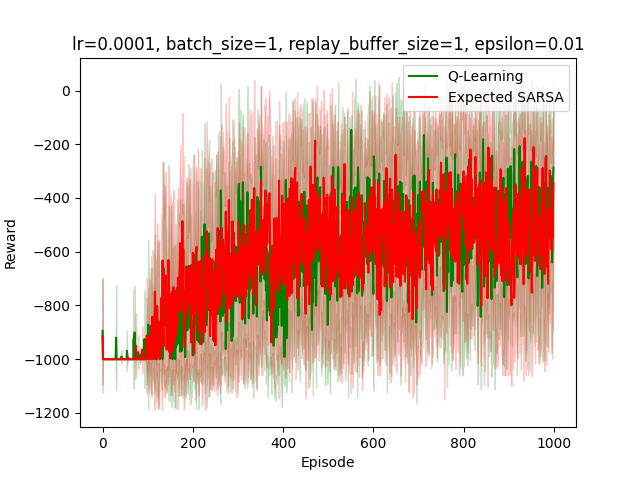 lr=0.0001, batch_size=1, replay_buffer_size=1, epsilon=0.01
Q-Learning
Expected SARSA
0
−200
−400
−600
−800
−1000
−1200
Reward
0 200 400 600 800 1000
Episode